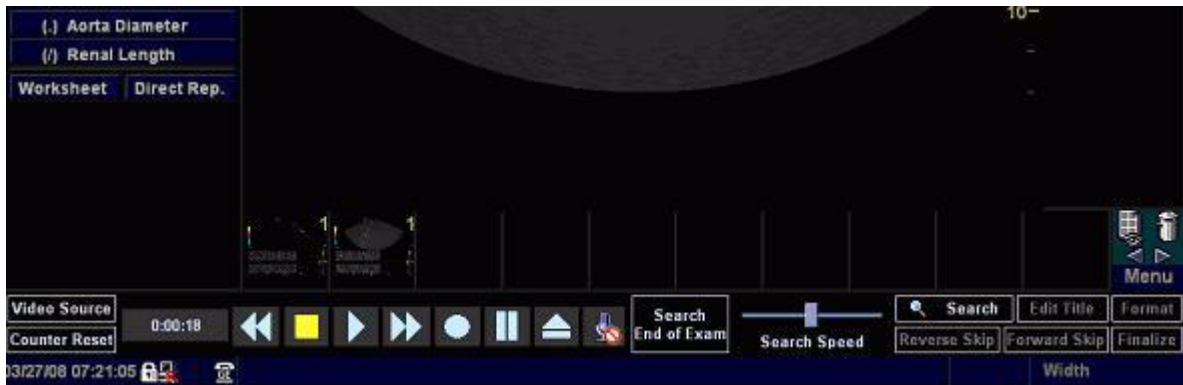 (.) Aorta Diameter
(/) Renal Length
Worksheet Direct Rep.
10
1
1
Menu
Video Source
Counter Reset
0:00:18
Search
End of Exam
Search Speed
Search Edit Title Format
Reverse Skip Forward Skip Finalize
03/27/08 07:21:05
Width